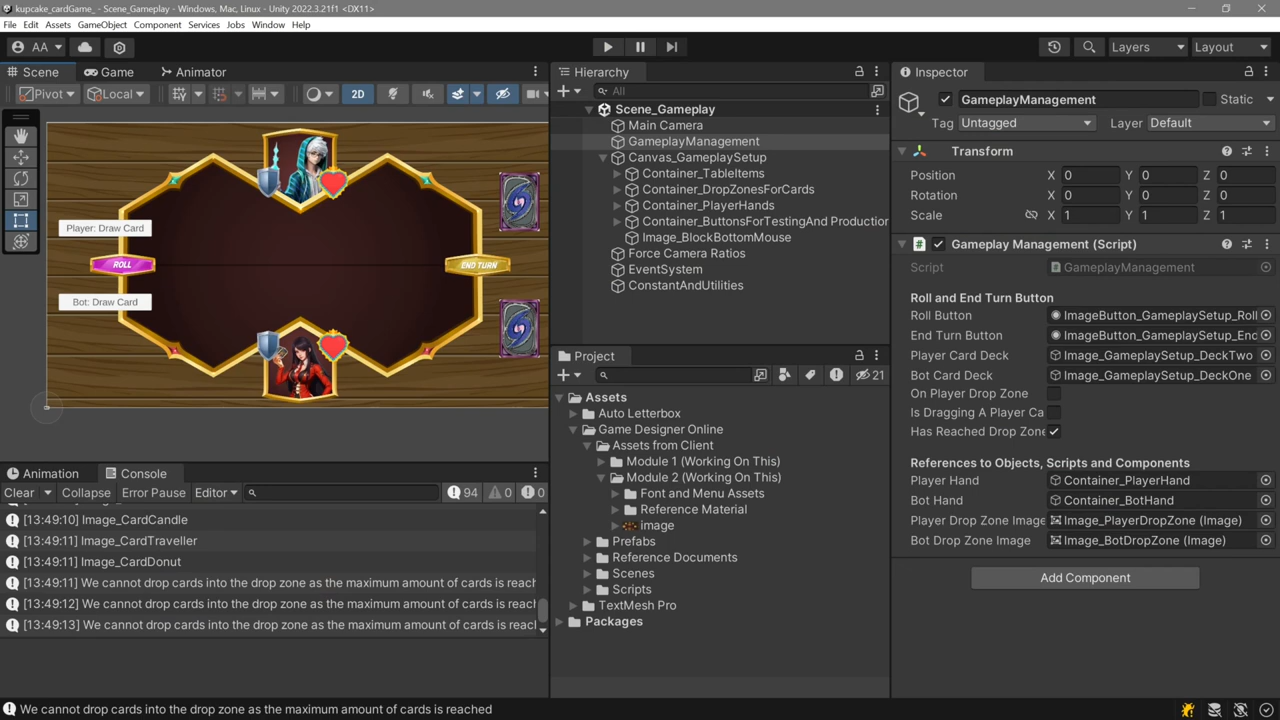 kupcake_cardGame_ - Scene_Gameplay - Windows, Mac, Linux - Unity 2022.3.21f1 <DX11>
File Edit Assets GameObject Component Services Jobs Window Help
AA Layers Layout
Scene Game Animator
Pivot Local 2D
Player: Draw Card
ROLL END TURN
Bot: Draw Card
Animation Console
Clear Collapse Error Pause Editor 94 0 0
[13:49:10] Image_CardCandle
[13:49:11] Image_CardTraveller
[13:49:11] Image_CardDonut
[13:49:11] We cannot drop cards into the drop zone as the maximum amount of cards is reach
[13:49:12] We cannot drop cards into the drop zone as the maximum amount of cards is reach
[13:49:13] We cannot drop cards into the drop zone as the maximum amount of cards is reach
We cannot drop cards into the drop zone as the maximum amount of cards is reached
Hierarchy
All
Scene_Gameplay
Main Camera
GameplayManagement
Canvas_GameplaySetup
Container_TableItems
Container_DropZonesForCards
Container_PlayerHands
Container_ButtonsForTestingAnd Production
Image_BlockBottomMouse
Force Camera Ratios
EventSystem
ConstantAndUtilities
Project
21
Assets
Auto Letterbox
Game Designer Online
Assets from Client
Module 1 (Working On This)
Module 2 (Working On This)
Font and Menu Assets
Reference Material
image
Prefabs
Reference Documents
Scenes
Scripts
TextMesh Pro
Packages
Inspector
GameplayManagement Static
Tag Untagged Layer Default
Transform
Position X 0 Y 0 Z 0
Rotation X 0 Y 0 Z 0
Scale X 1 Y 1 Z 1
# Gameplay Management (Script)
Script GameplayManagement
Roll and End Turn Button
Roll Button ImageButton_GameplaySetup_Roll
End Turn Button ImageButton_GameplaySetup_End
Player Card Deck Image_GameplaySetup_DeckTwo
Bot Card Deck Image_GameplaySetup_DeckOne
On Player Drop Zone
Is Dragging A Player Ca
Has Reached Drop Zone
References to Objects, Scripts and Components
Player Hand Container_PlayerHand
Bot Hand Container_BotHand
Player Drop Zone Image Image_PlayerDropZone (Image)
Bot Drop Zone Image Image_BotDropZone (Image)
Add Component